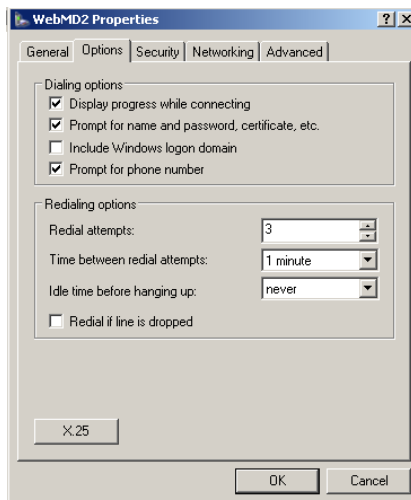 WebMD2 Properties
General Options Security Networking Advanced
Dialing options
Display progress while connecting
Prompt for name and password, certificate, etc.
Include Windows logon domain
Prompt for phone number
Redialing options
Redial attempts: 3
Time between redial attempts: 1 minute
Idle time before hanging up: never
Redial if line is dropped
X.25
OK Cancel